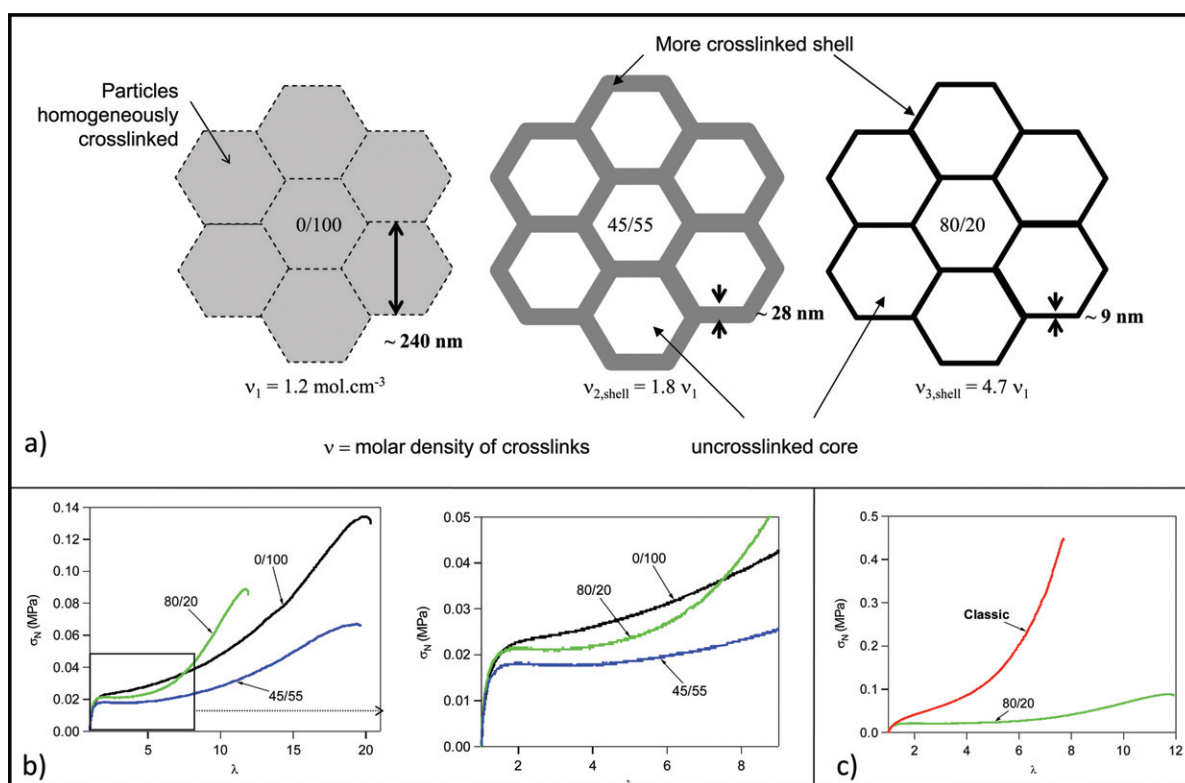 More crosslinked shell
Particles
homogeneously
crosslinked
0/100
45/55
80/20
~ 240 nm
~ 28 nm
~ 9 nm
ν₁ = 1.2 mol.cm⁻³
ν₂,shell = 1.8 ν₁
ν₃,shell = 4.7 ν₁
a)
ν = molar density of crosslinks
uncrosslinked core
0.14
0.12
0.10
0.08
0.06
0.04
0.02
0.00
σN (MPa)
0/100
80/20
45/55
5
10
15
20
λ
b)
0.05
0.04
0.03
0.02
0.01
0.00
σN (MPa)
0/100
80/20
45/55
2
4
6
8
0.5
0.4
0.3
0.2
0.1
0.0
σN (MPa)
Classic
80/20
2
4
6
8
10
12
λ
c)